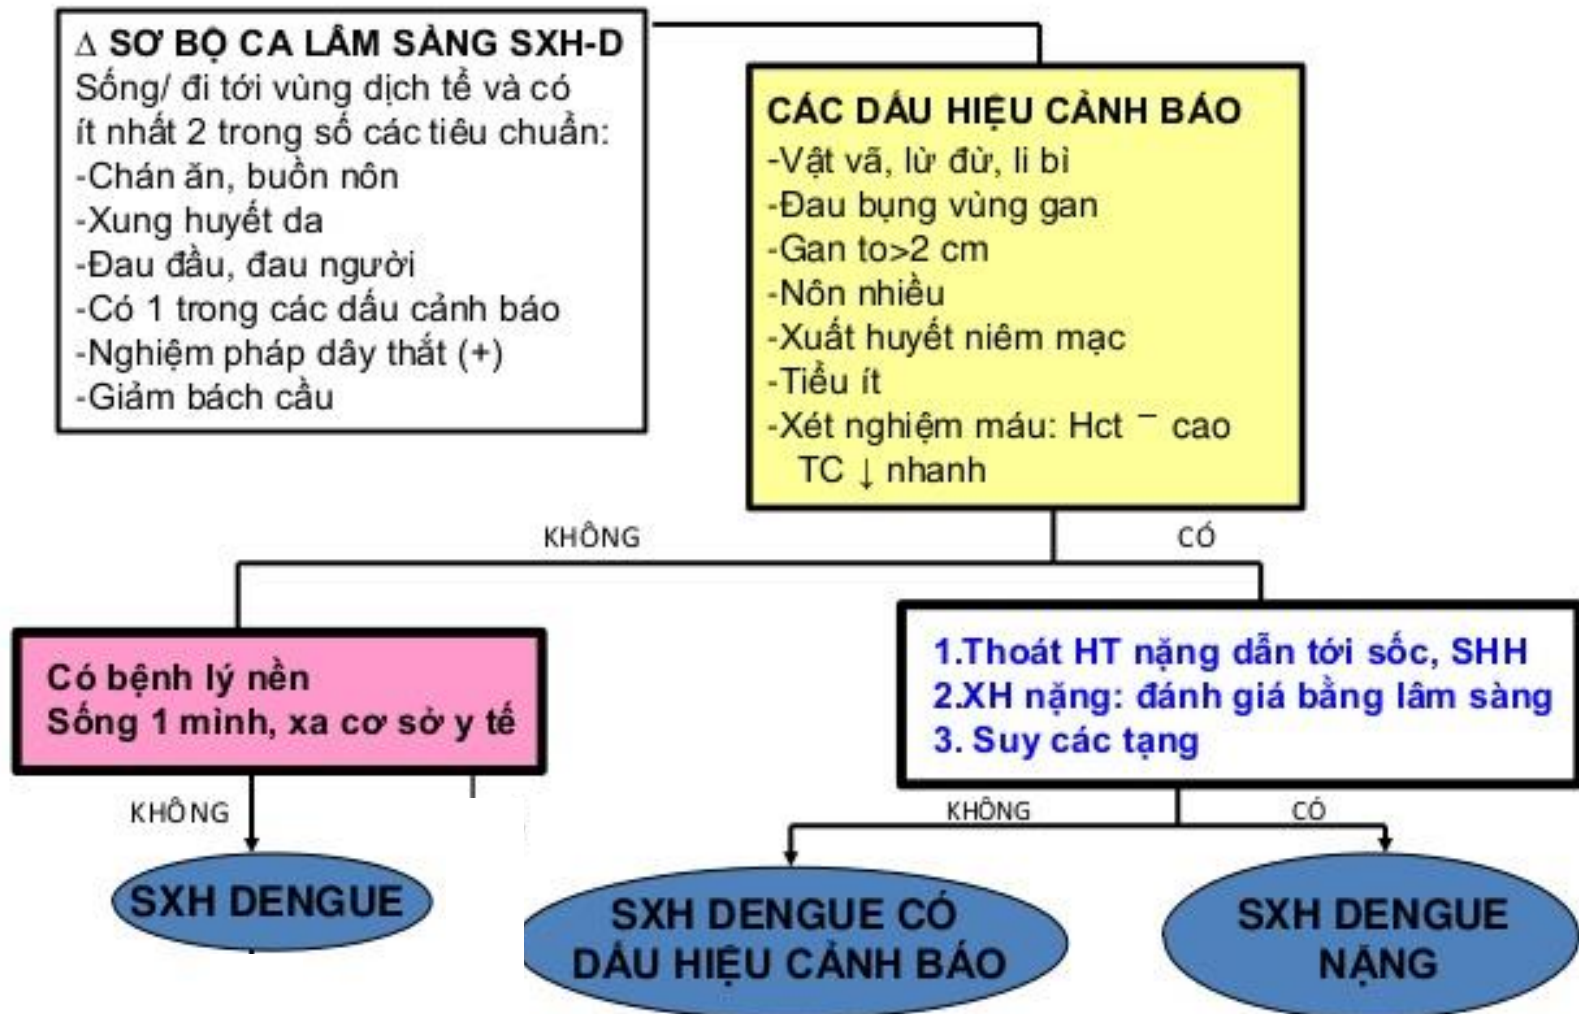 ∆ SƠ BỘ CA LÂM SÀNG SXH-D
Sống/ đi tới vùng dịch tễ và có
ít nhất 2 trong số các tiêu chuẩn:
-Chán ăn, buồn nôn
-Xung huyết da
-Đau đầu, đau người
-Có 1 trong các dấu cảnh báo
-Nghiệm pháp dây thắt (+)
-Giảm bách cầu
CÁC DẤU HIỆU CẢNH BÁO
-Vật vã, lừ đừ, li bì
-Đau bụng vùng gan
-Gan to>2 cm
-Nôn nhiều
-Xuất huyết niêm mạc
-Tiểu ít
-Xét nghiệm máu: Hct ¯ cao
TC ↓ nhanh
KHÔNG
CÓ
Có bệnh lý nền
Sống 1 mình, xa cơ sở y tế
1.Thoát HT nặng dẫn tới sốc, SHH
2.XH nặng: đánh giá bằng lâm sàng
3. Suy các tạng
KHÔNG
KHÔNG
CÓ
SXH DENGUE
SXH DENGUE CÓ
DẤU HIỆU CẢNH BÁO
SXH DENGUE
NẶNG